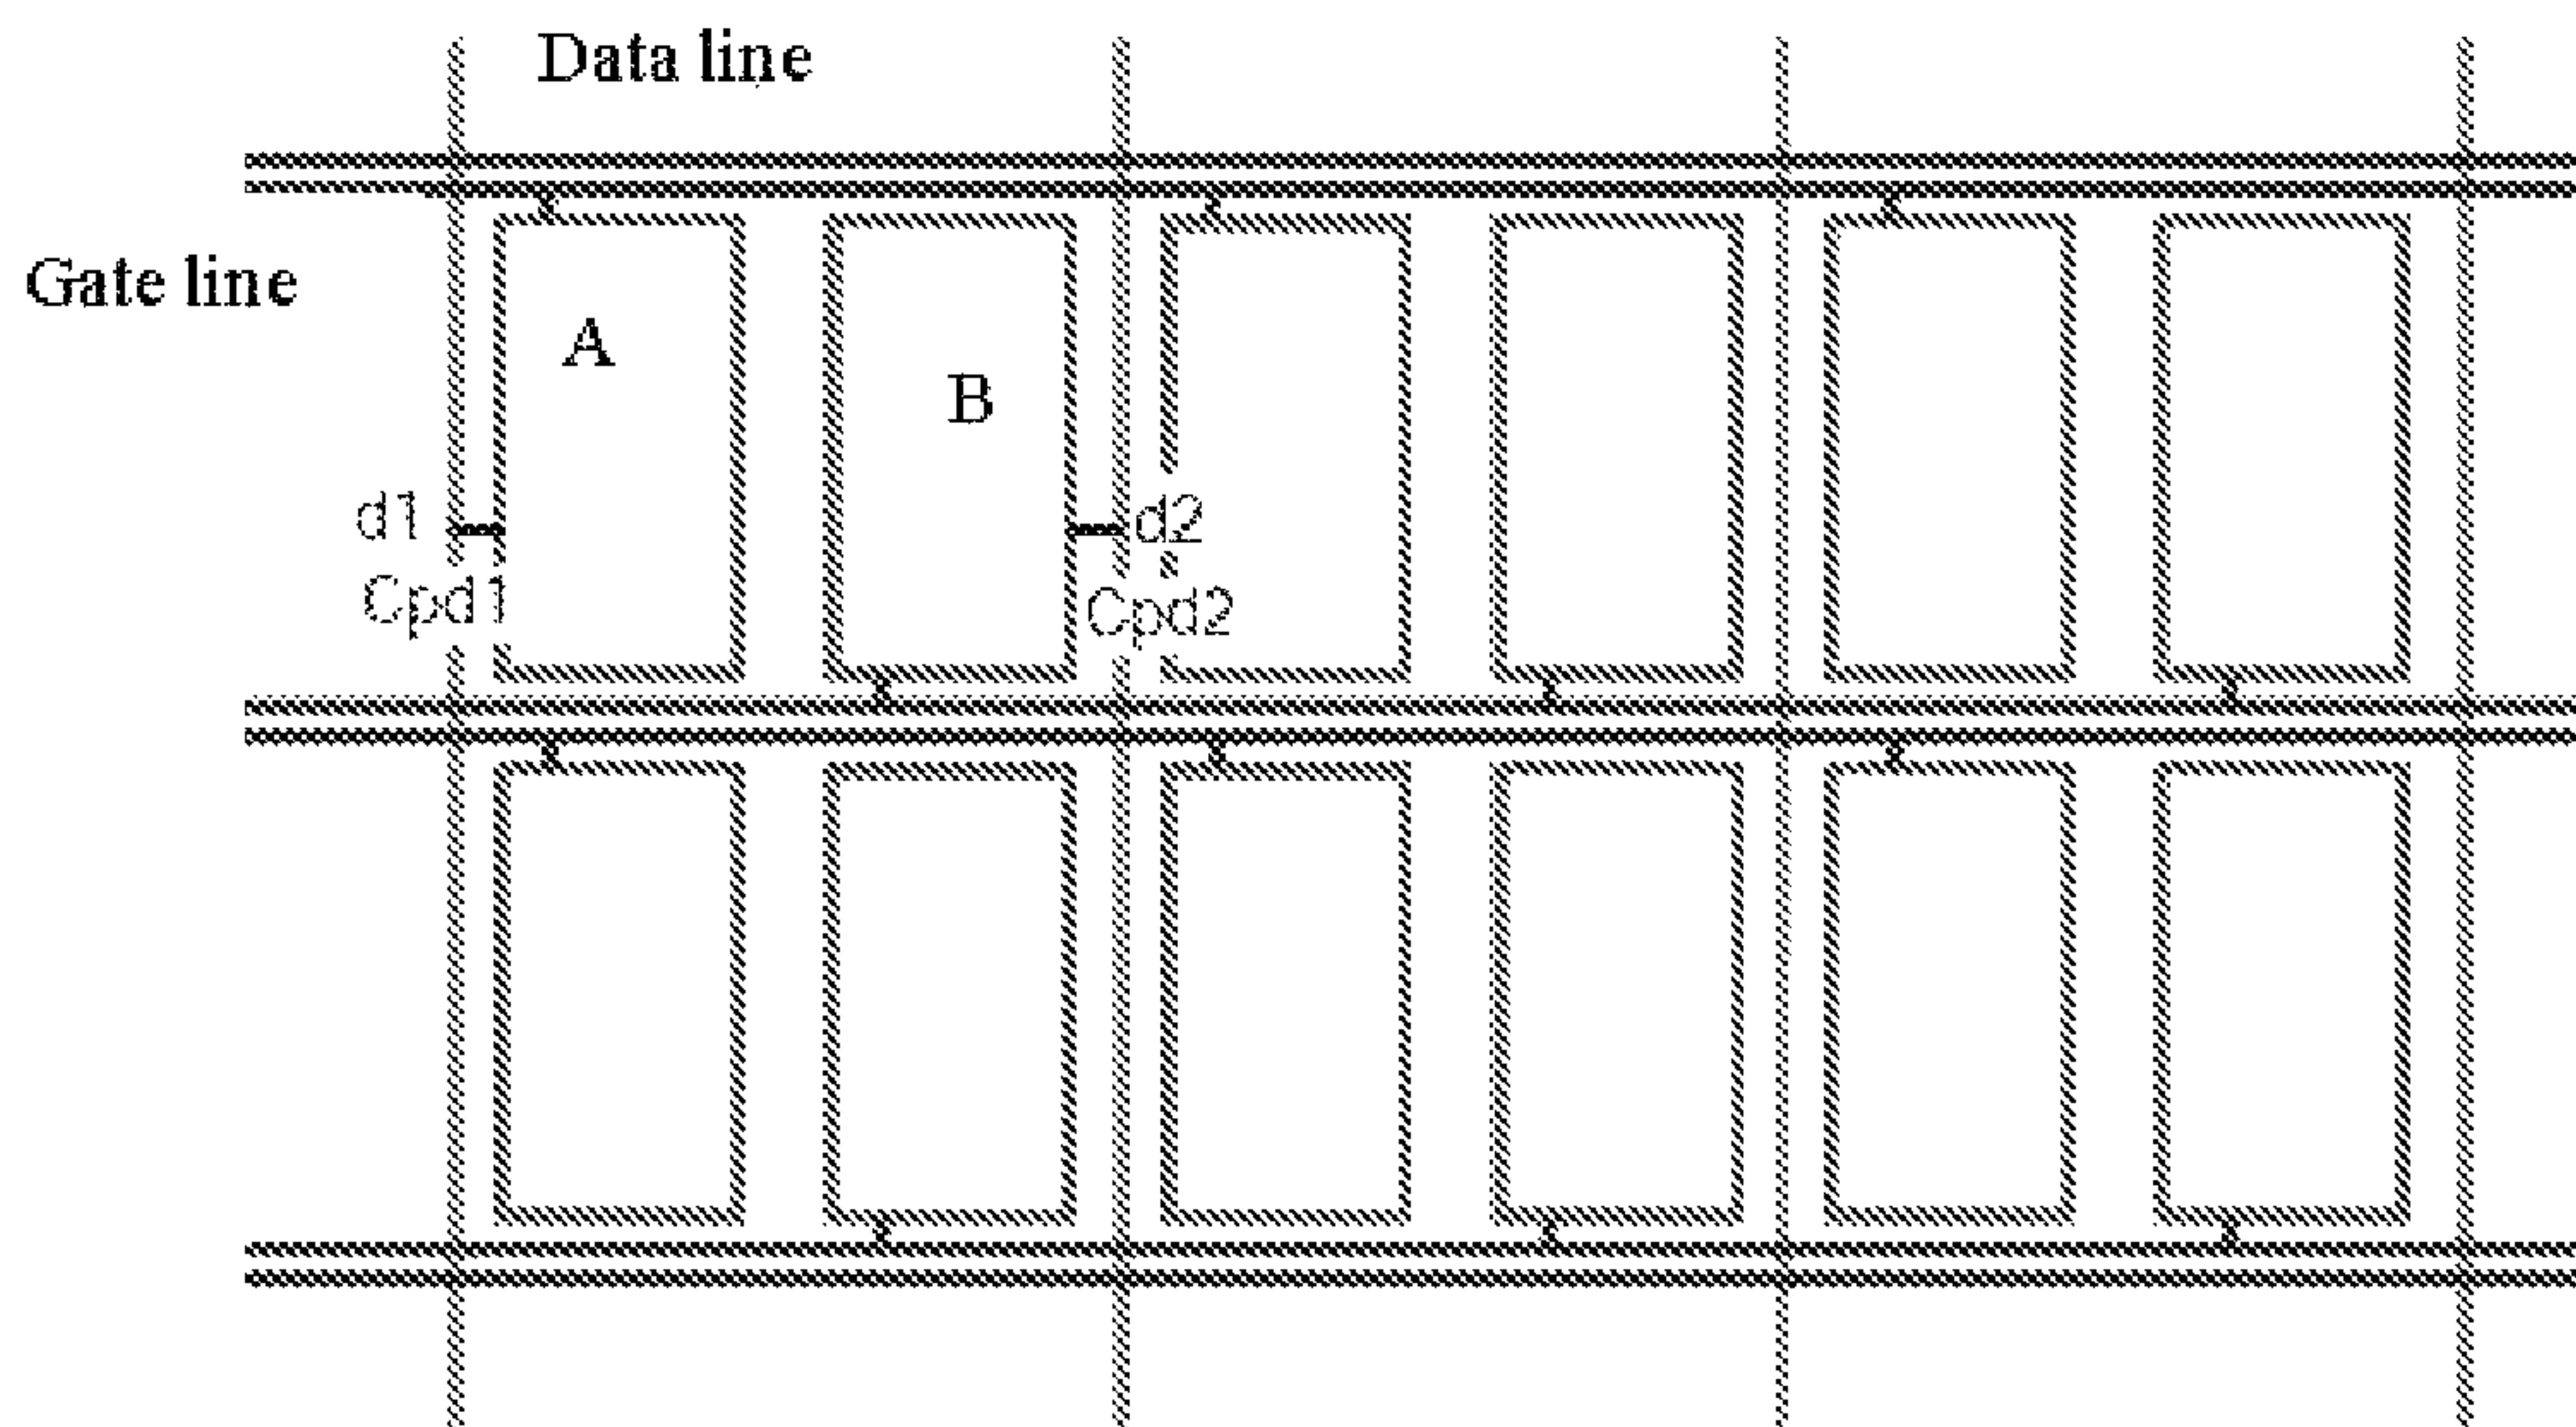 Data line
Gate line
A
B
d1
d2
Cpd1
Cpd2